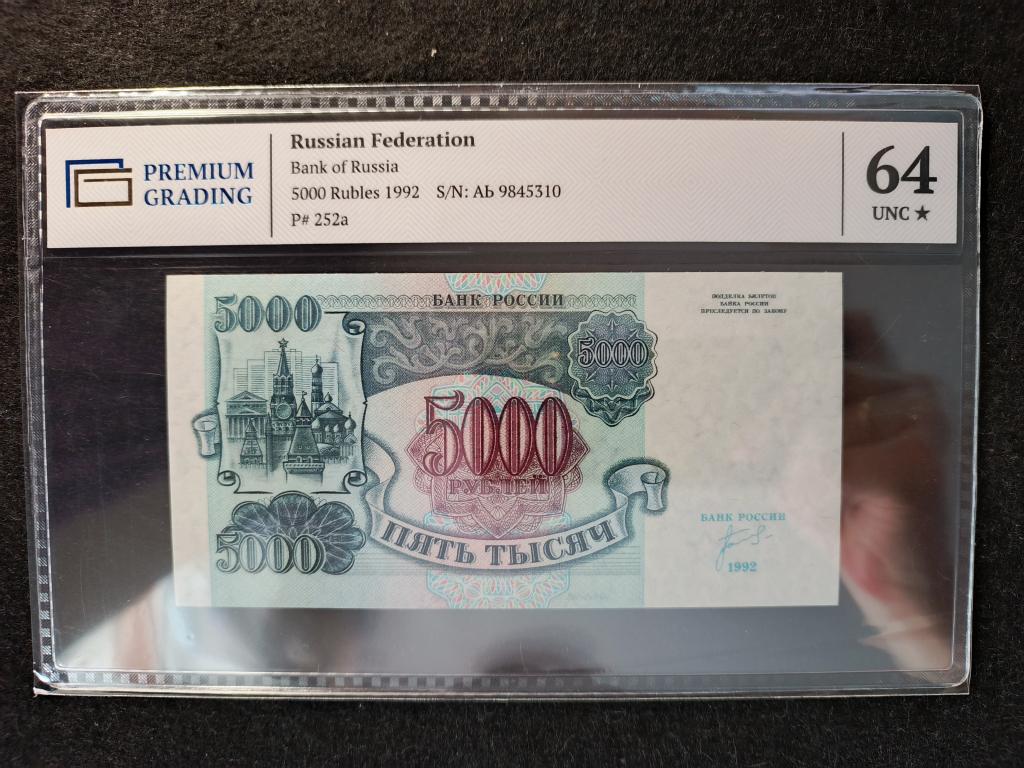 PREMIUM
GRADING
Russian Federation
Bank of Russia
5000 Rubles 1992 S/N: Ab 9845310
P# 252a
64
UNC ★
5000
БАНК РОССИИ
ПОДДЕЛКА БИЛЕТОВ
БАНКА РОССИИ
ПРЕСЛЕДУЕТСЯ ПО ЗАКОНУ
5000
5000
РУБЛЕЙ
ПЯТЬ ТЫСЯЧ
5000
БАНК РОССИИ
1992